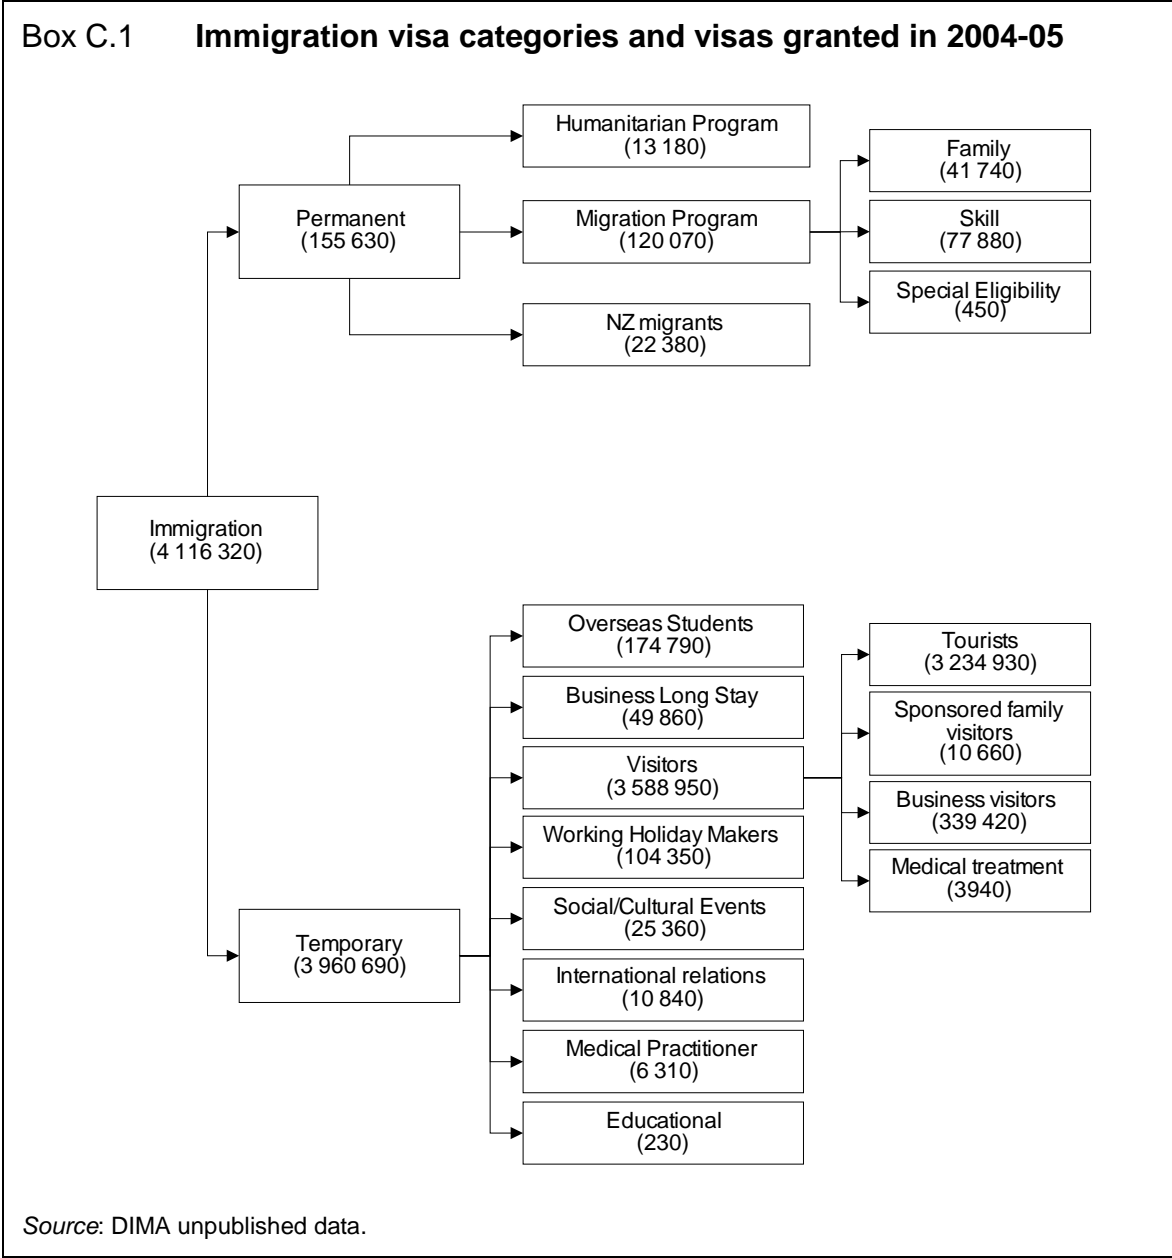 Box C.1 Immigration visa categories and visas granted in 2004-05
Humanitarian Program
(13 180)
Family
(41 740)
Permanent
(155 630)
Migration Program
(120 070)
Skill
(77 880)
Special Eligibility
(450)
NZ migrants
(22 380)
Immigration
(4 116 320)
Overseas Students
(174 790)
Tourists
(3 234 930)
Business Long Stay
(49 860)
Sponsored family
visitors
(10 660)
Visitors
(3 588 950)
Business visitors
(339 420)
Working Holiday Makers
(104 350)
Medical treatment
(3940)
Social/Cultural Events
(25 360)
Temporary
(3 960 690)
International relations
(10 840)
Medical Practitioner
(6 310)
Educational
(230)
Source: DIMA unpublished data.